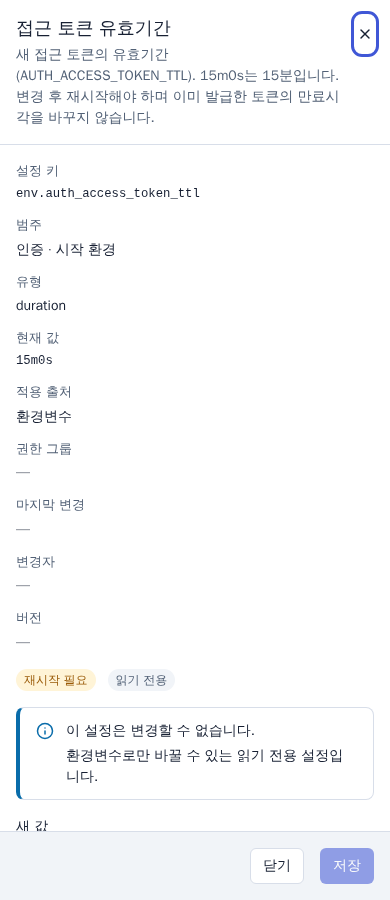 접근 토큰 유효기간
새 접근 토큰의 유효기간
(AUTH_ACCESS_TOKEN_TTL). 15m0s는 15분입니다.
변경 후 재시작해야 하며 이미 발급한 토큰의 만료시
각을 바꾸지 않습니다.
설정 키
env.auth_access_token_ttl
범주
인증 · 시작 환경
유형
duration
현재 값
15m0s
적용 출처
환경변수
권한 그룹
—
마지막 변경
—
변경자
—
버전
—
재시작 필요 읽기 전용
이 설정은 변경할 수 없습니다.
환경변수로만 바꿀 수 있는 읽기 전용 설정입
니다.
새 값
닫기 저장